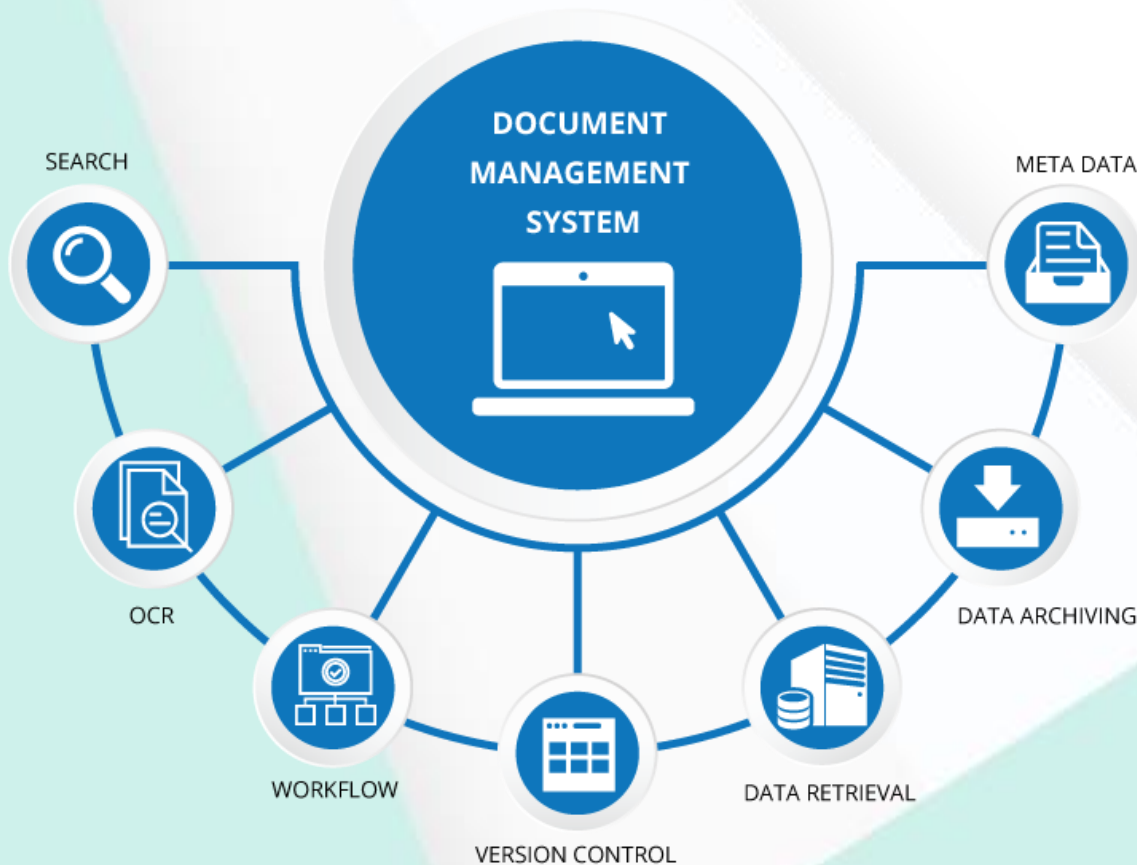 DOCUMENT
MANAGEMENT
SYSTEM
SEARCH
META DATA
OCR
DATA ARCHIVING
WORKFLOW
DATA RETRIEVAL
VERSION CONTROL